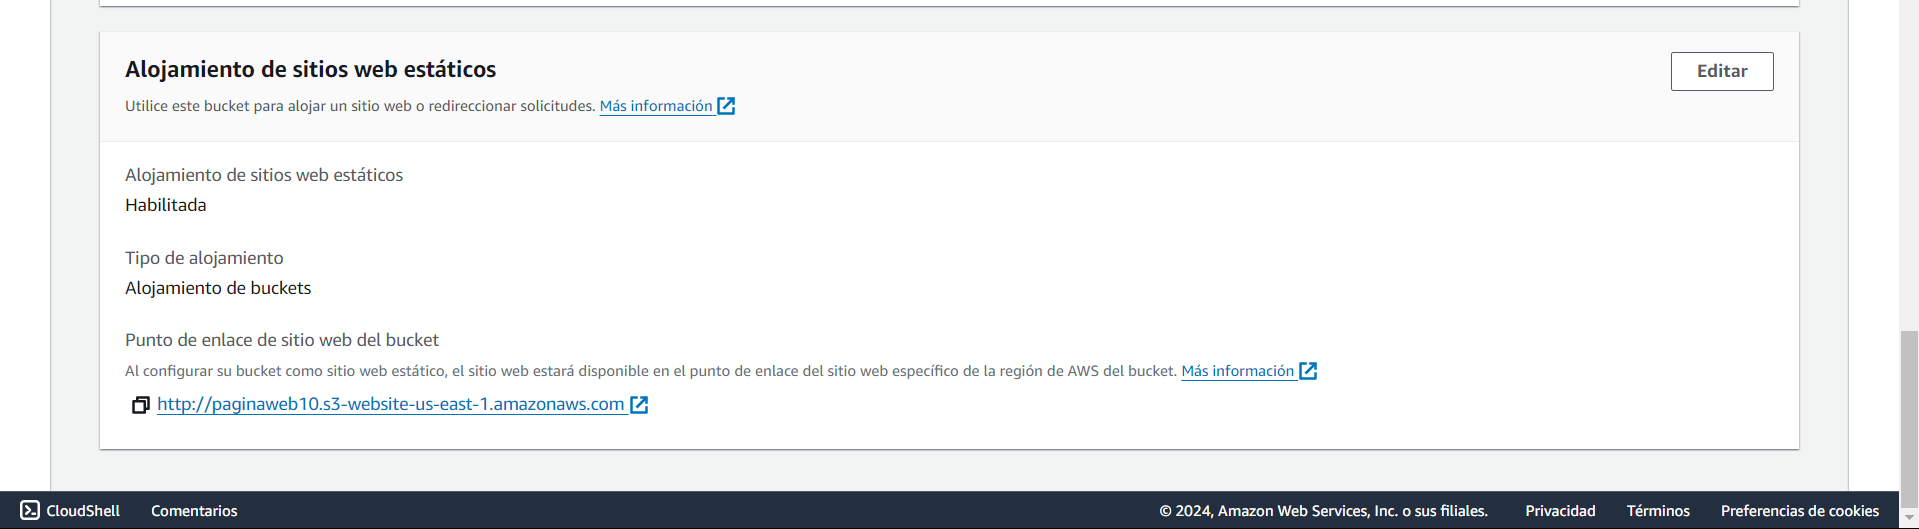 Alojamiento de sitios web estáticos
Editar
Utilice este bucket para alojar un sitio web o redireccionar solicitudes. Más información
Alojamiento de sitios web estáticos
Habilitada
Tipo de alojamiento
Alojamiento de buckets
Punto de enlace de sitio web del bucket
Al configurar su bucket como sitio web estático, el sitio web estará disponible en el punto de enlace del sitio web específico de la región de AWS del bucket. Más información
http://paginaweb10.s3-website-us-east-1.amazonaws.com
CloudShell Comentarios © 2024, Amazon Web Services, Inc. o sus filiales. Privacidad Términos Preferencias de cookies